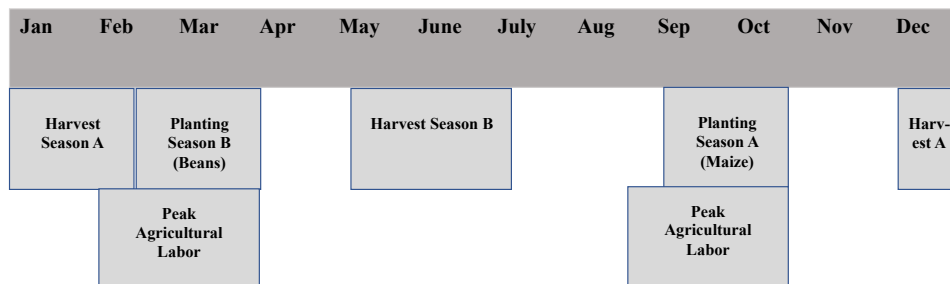 Jan Feb Mar Apr May June July Aug Sep Oct Nov Dec
Harvest
Season A
Planting
Season B
(Beans)
Harvest Season B
Planting
Season A
(Maize)
Harv-
est A
Peak
Agricultural
Labor
Peak
Agricultural
Labor